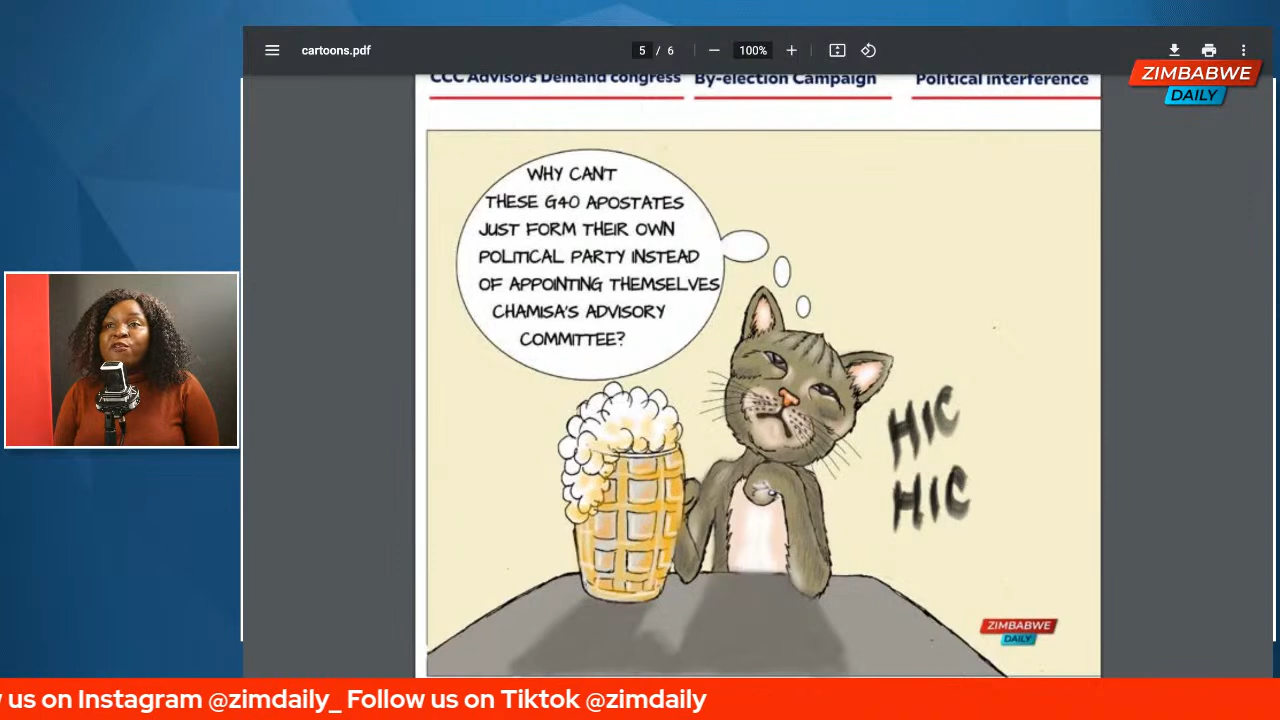 cartoons.pdf
5 / 6
100%
ZIMBABWE
DAILY
CCC Advisors Demand congress
By-election Campaign
Political interference
WHY CAN'T
THESE G40 APOSTATES
JUST FORM THEIR OWN
POLITICAL PARTY INSTEAD
OF APPOINTING THEMSELVES
CHAMISA'S ADVISORY
COMMITTEE?
HIC
HIC
ZIMBABWE
DAILY
us on Instagram @zimdaily_ Follow us on Tiktok @zimdaily